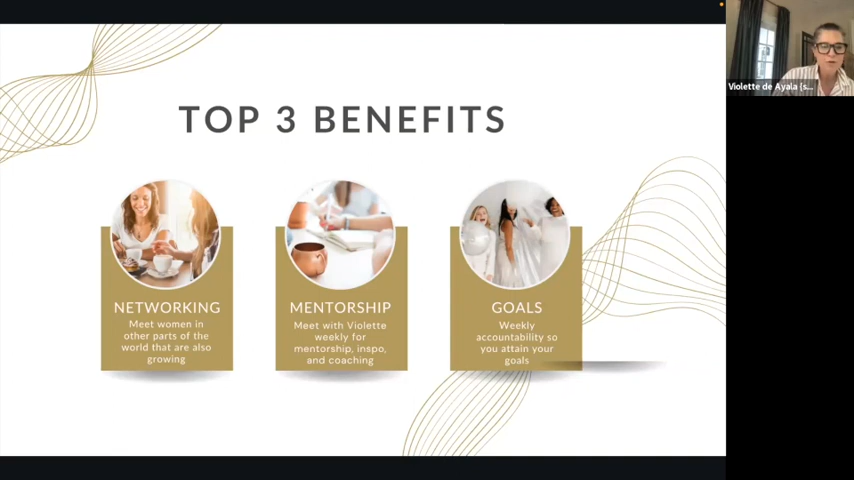 TOP 3 BENEFITS
NETWORKING
Meet women in
other parts of the
world that are also
growing
MENTORSHIP
Meet with Violette
weekly for
mentorship, inspo,
and coaching
GOALS
Weekly
accountability so
you attain your
goals
Violette de Ayala (s...